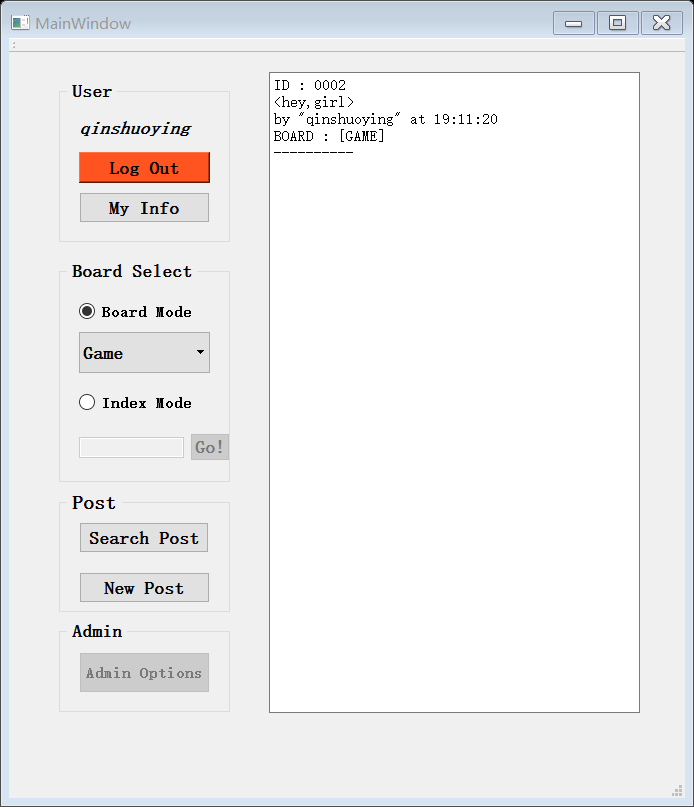 MainWindow
User
qinshuoying
Log Out
My Info
Board Select
Board Mode
Game
Index Mode
Go!
Post
Search Post
New Post
Admin
Admin Options
ID : 0002
<hey,girl>
by "qinshuoying" at 19:11:20
BOARD : [GAME]
----------